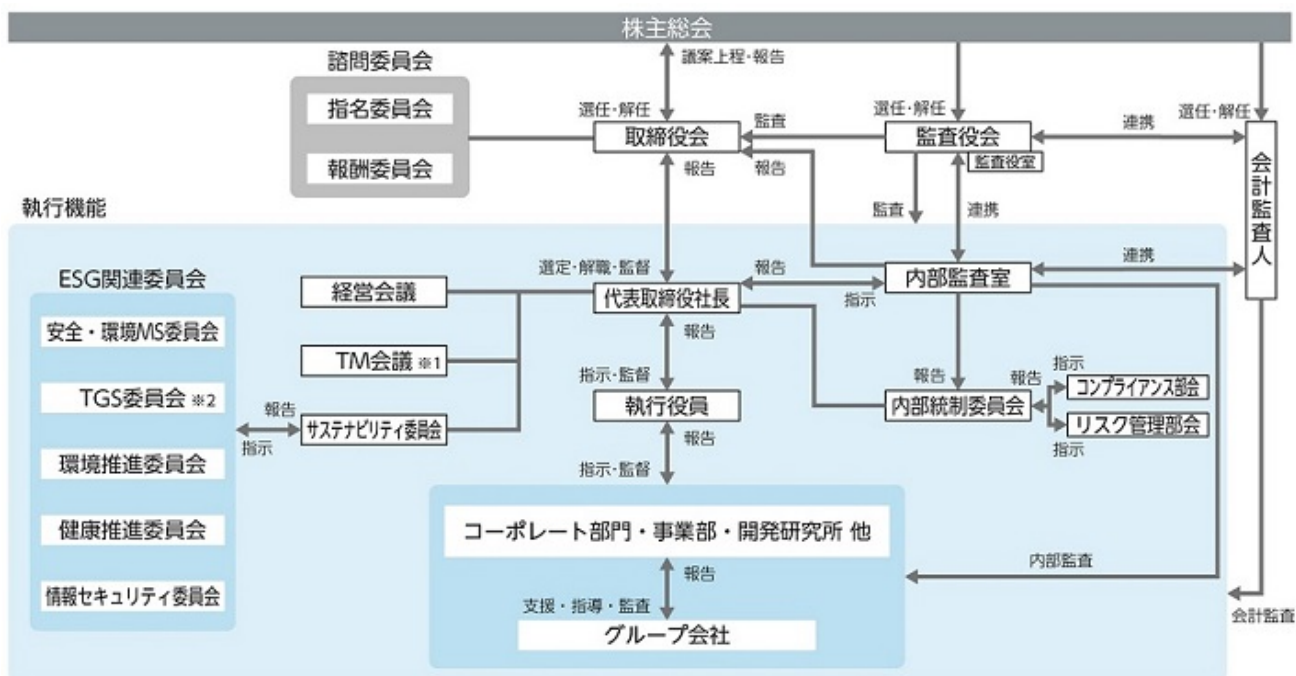 株主総会
諮問委員会
議案上程・報告
指名委員会
報酬委員会
選任・解任
取締役会
監査
選任・解任
監査役会
監査役室
連携
選任・解任
会計監査人
報告
報告
監査
連携
執行機能
ESG関連委員会
安全・環境MS委員会
TGS委員会 ※2
環境推進委員会
健康推進委員会
情報セキュリティ委員会
報告
指示
経営会議
TM会議 ※1
サステナビリティ委員会
選定・解職・監督
代表取締役社長
報告
指示
内部監査室
連携
報告
指示・監督
執行役員
報告
内部統制委員会
報告
指示
コンプライアンス部会
リスク管理部会
指示
報告
指示・監督
コーポレート部門・事業部・開発研究所 他
報告
支援・指導・監査
グループ会社
内部監査
会計監査